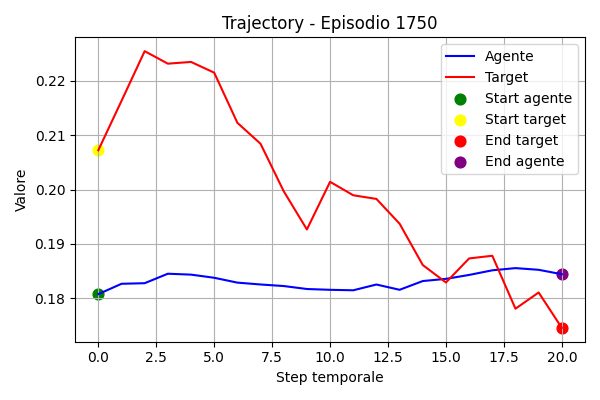 Trajectory - Episodio 1750
Agente
Target
Start agente
Start target
End target
End agente
Valore
0.22
0.21
0.20
0.19
0.18
0.0 2.5 5.0 7.5 10.0 12.5 15.0 17.5 20.0
Step temporale